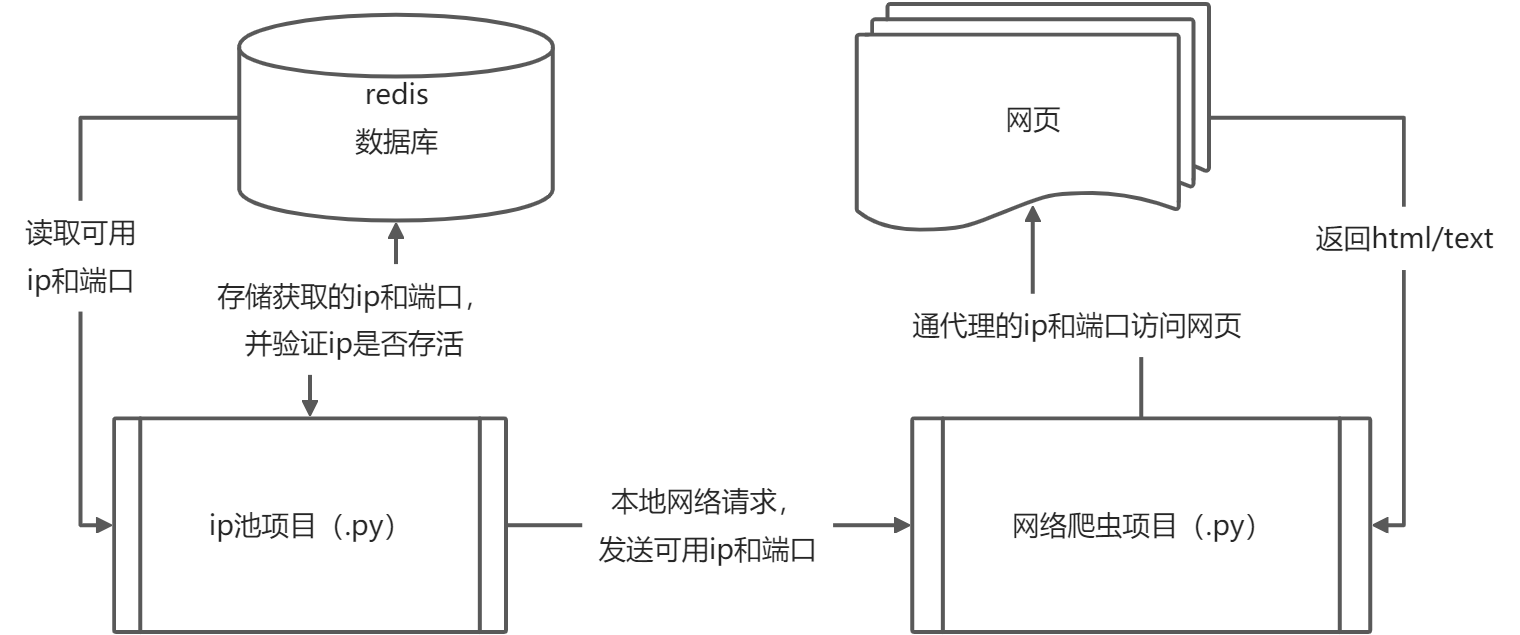 redis
数据库
网页
读取可用
ip和端口
存储获取的ip和端口，
并验证ip是否存活
通代理的ip和端口访问网页
返回html/text
ip池项目（.py）
本地网络请求，
发送可用ip和端口
网络爬虫项目（.py）